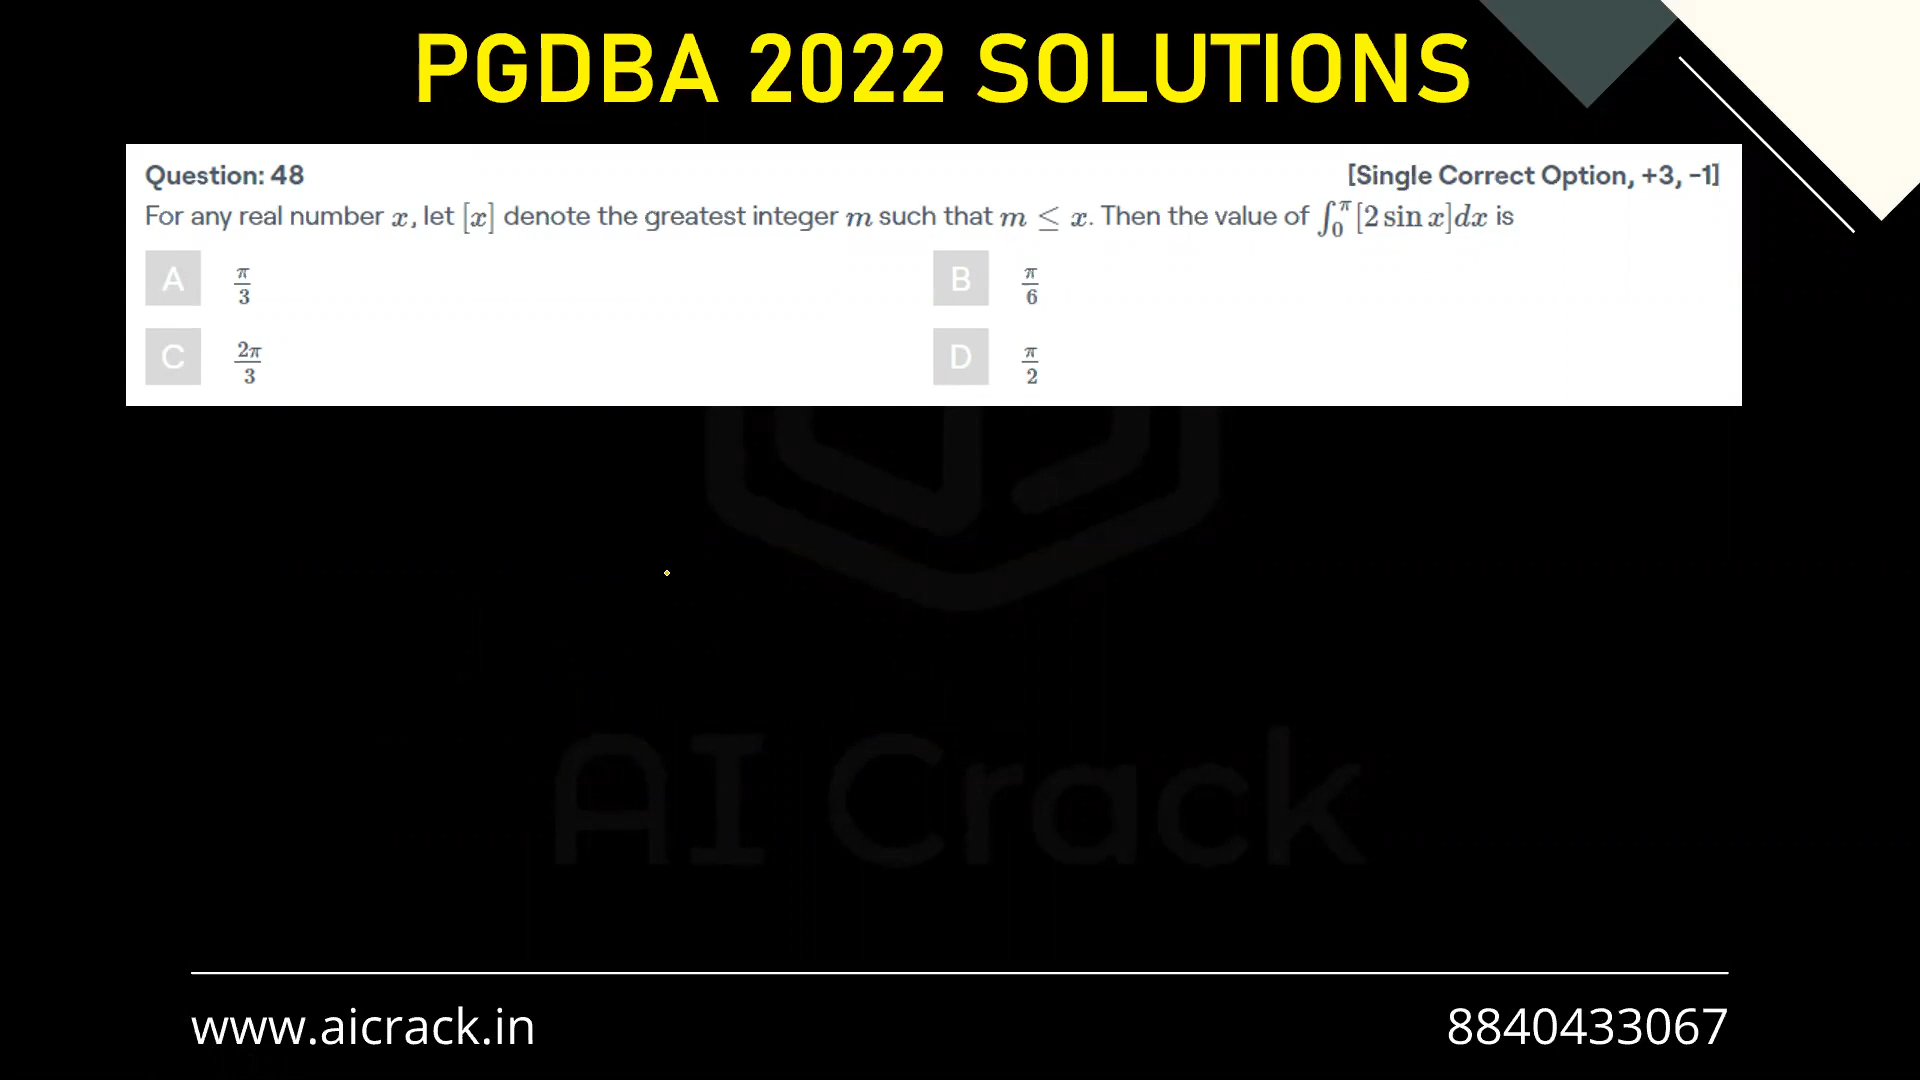 PGDBA 2022 SOLUTIONS
Question: 48 [Single Correct Option, +3, -1]
For any real number x, let [x] denote the greatest integer m such that m ≤ x. Then the value of ∫₀^π [2 sin x]dx is
A π/3 B π/6
C 2π/3 D π/2
AI Crack
www.aicrack.in 8840433067